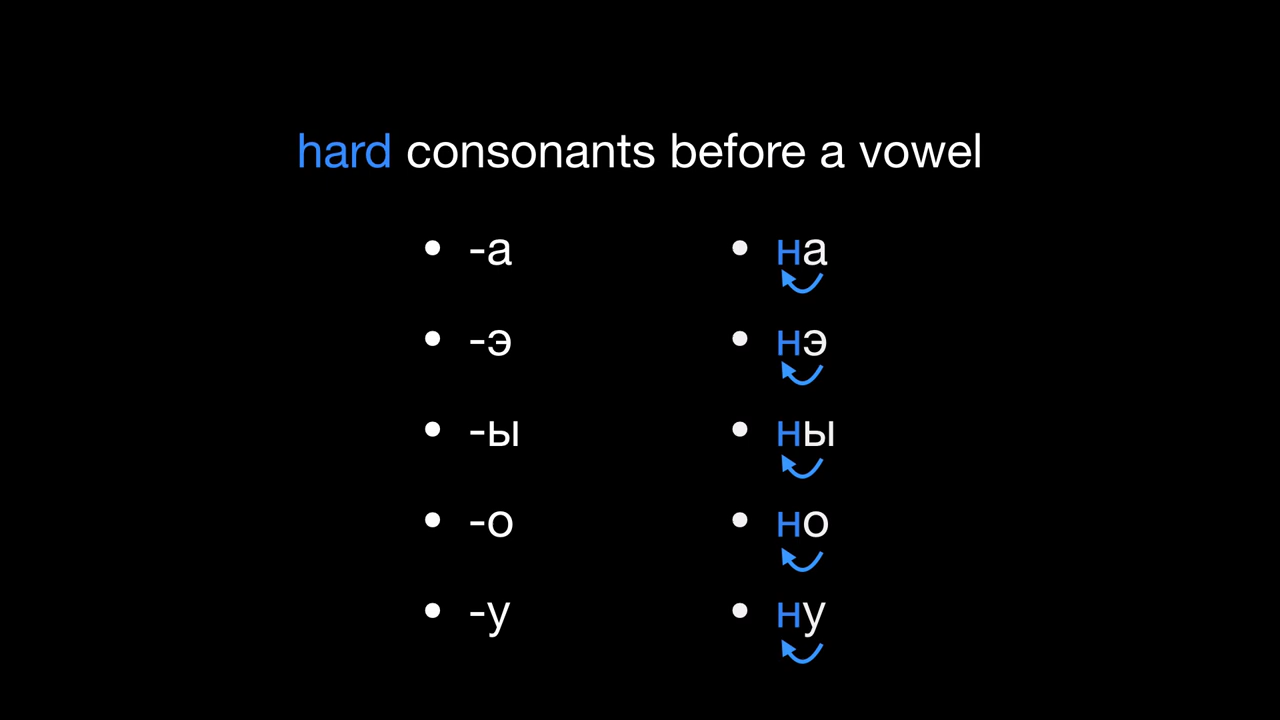 hard consonants before a vowel
• -а • на
• -э • нэ
• -ы • ны
• -о • но
• -у • ну